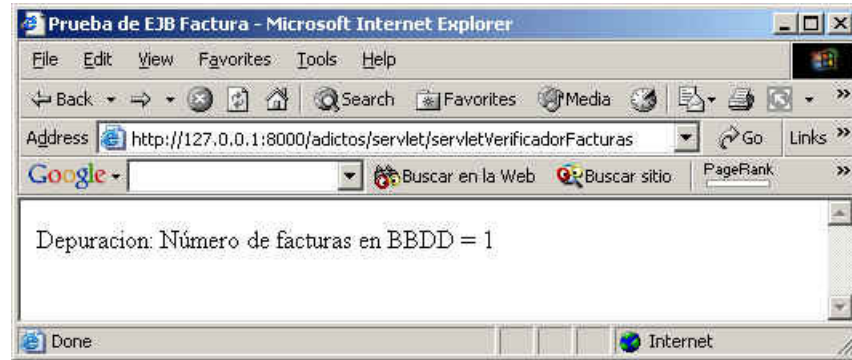 Prueba de EJB Factura - Microsoft Internet Explorer
File Edit View Favorites Tools Help
Back Search Favorites Media
Address http://127.0.0.1:8000/adictos/servlet/servletVerificadorFacturas Go Links »
Google Buscar en la Web Buscar sitio PageRank »
Depuracion: Número de facturas en BBDD = 1
Done Internet